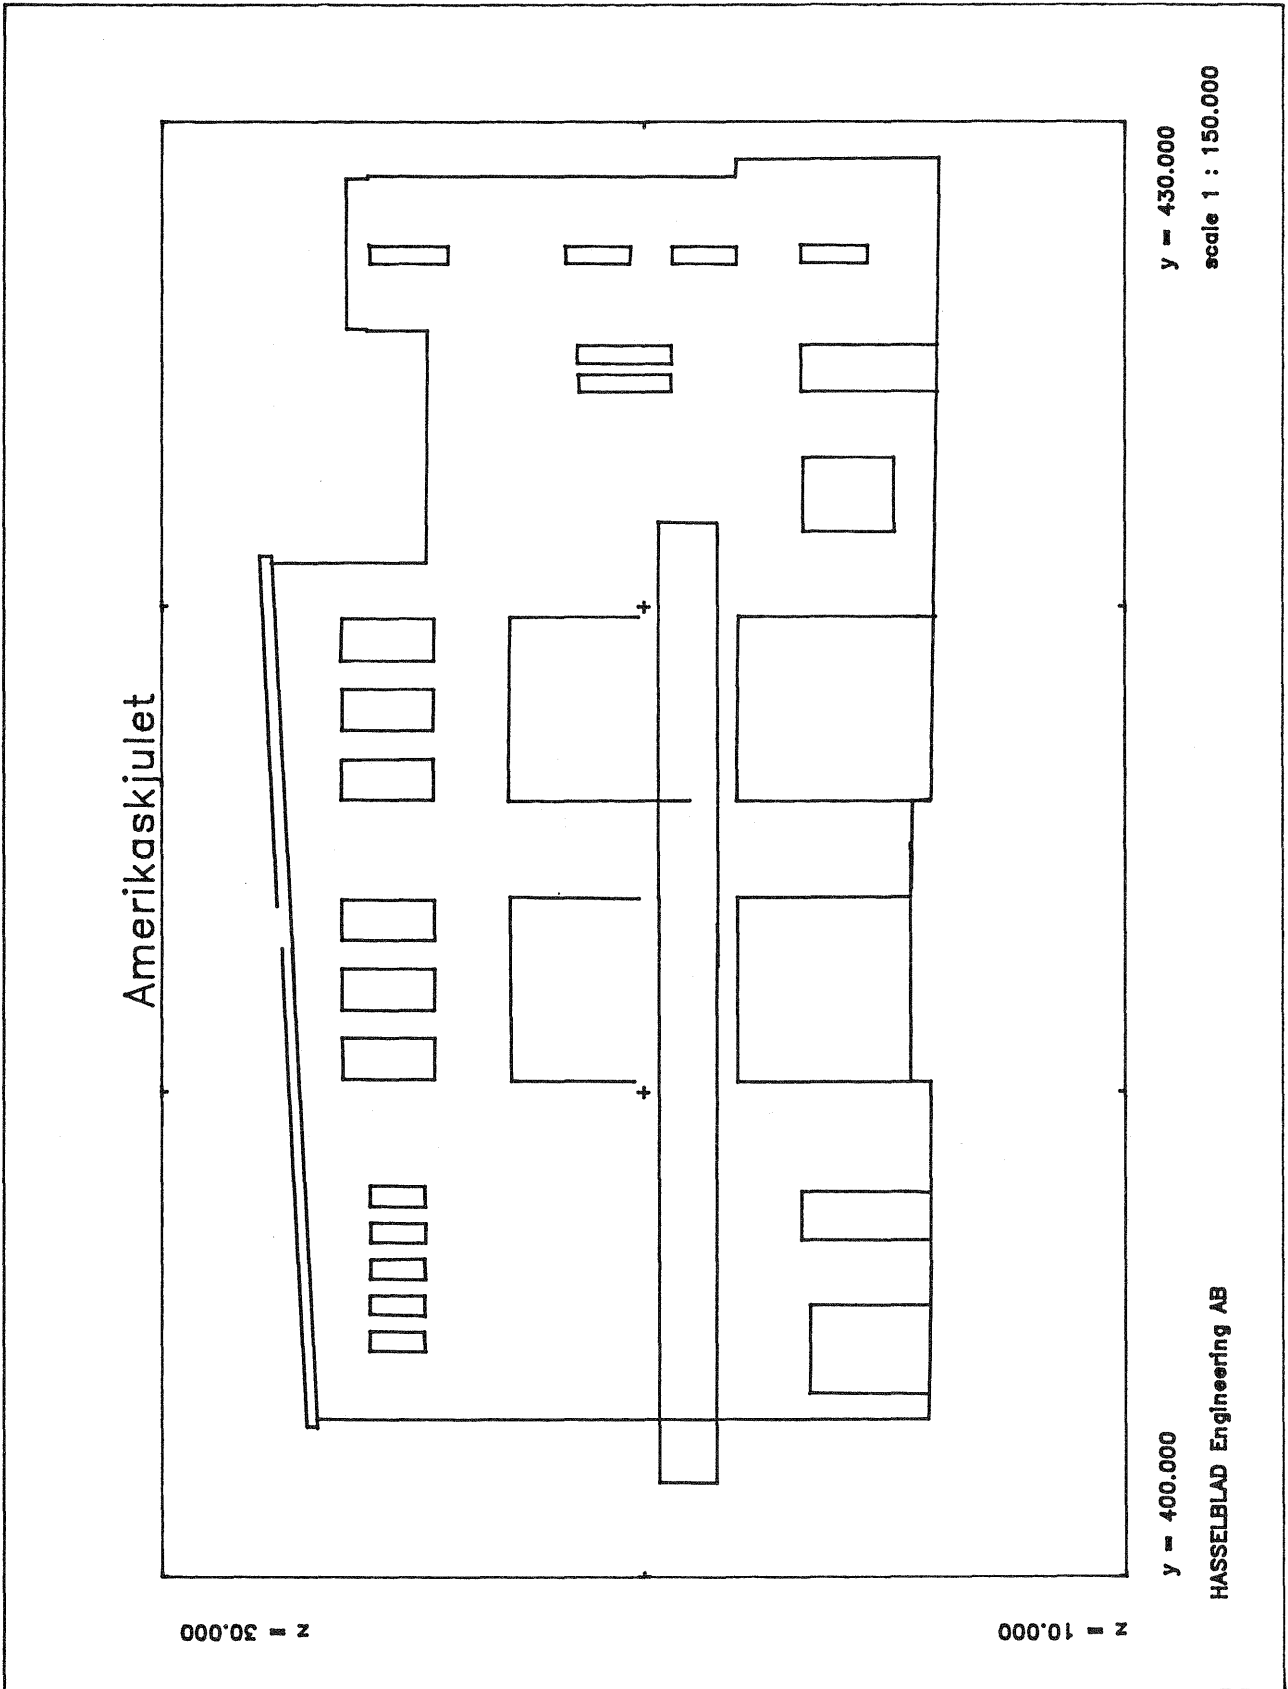 Amerikaskjulet
z = 30.000
z = 10.000
y = 400.000
y = 430.000
HASSELBLAD Engineering AB
scale 1 : 150.000